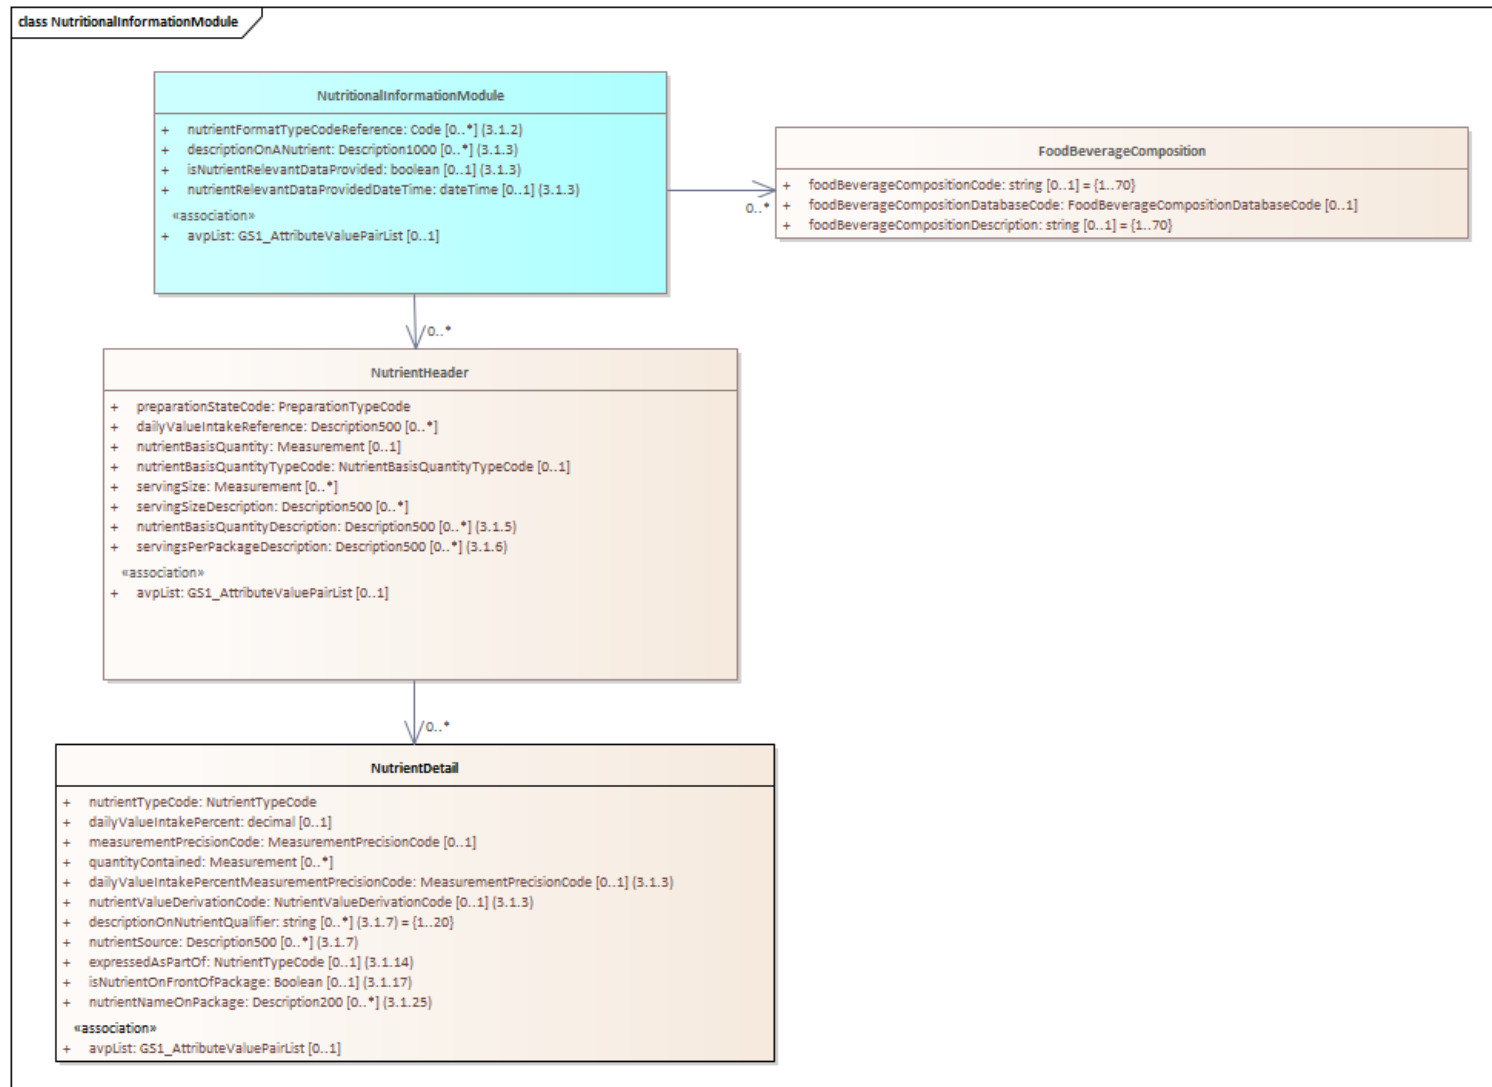 class NutritionalInformationModule
NutritionalInformationModule
+ nutrientFormatTypeCodeReference: Code [0..*] (3.1.2)
+ descriptionOnANutrient: Description1000 [0..*] (3.1.3)
+ isNutrientRelevantDataProvided: boolean [0..1] (3.1.3)
+ nutrientRelevantDataProvidedDateTime: dateTime [0..1] (3.1.3)
«association»
+ avpList: GS1_AttributeValuePairList [0..1]
0..*
FoodBeverageComposition
+ foodBeverageCompositionCode: string [0..1] = {1..70}
+ foodBeverageCompositionDatabaseCode: FoodBeverageCompositionDatabaseCode [0..1]
+ foodBeverageCompositionDescription: string [0..1] = {1..70}
0..*
NutrientHeader
+ preparationStateCode: PreparationTypeCode
+ dailyValueIntakeReference: Description500 [0..*]
+ nutrientBasisQuantity: Measurement [0..1]
+ nutrientBasisQuantityTypeCode: NutrientBasisQuantityTypeCode [0..1]
+ servingSize: Measurement [0..*]
+ servingSizeDescription: Description500 [0..*]
+ nutrientBasisQuantityDescription: Description500 [0..*] (3.1.5)
+ servingsPerPackageDescription: Description500 [0..*] (3.1.6)
«association»
+ avpList: GS1_AttributeValuePairList [0..1]
0..*
NutrientDetail
+ nutrientTypeCode: NutrientTypeCode
+ dailyValueIntakePercent: decimal [0..1]
+ measurementPrecisionCode: MeasurementPrecisionCode [0..1]
+ quantityContained: Measurement [0..*]
+ dailyValueIntakePercentMeasurementPrecisionCode: MeasurementPrecisionCode [0..1] (3.1.3)
+ nutrientValueDerivationCode: NutrientValueDerivationCode [0..1] (3.1.3)
+ descriptionOnNutrientQualifier: string [0..*] (3.1.7) = {1..20}
+ nutrientSource: Description500 [0..*] (3.1.7)
+ expressedAsPartOf: NutrientTypeCode [0..1] (3.1.14)
+ isNutrientOnFrontOfPackage: Boolean [0..1] (3.1.17)
+ nutrientNameOnPackage: Description200 [0..*] (3.1.25)
«association»
+ avpList: GS1_AttributeValuePairList [0..1]